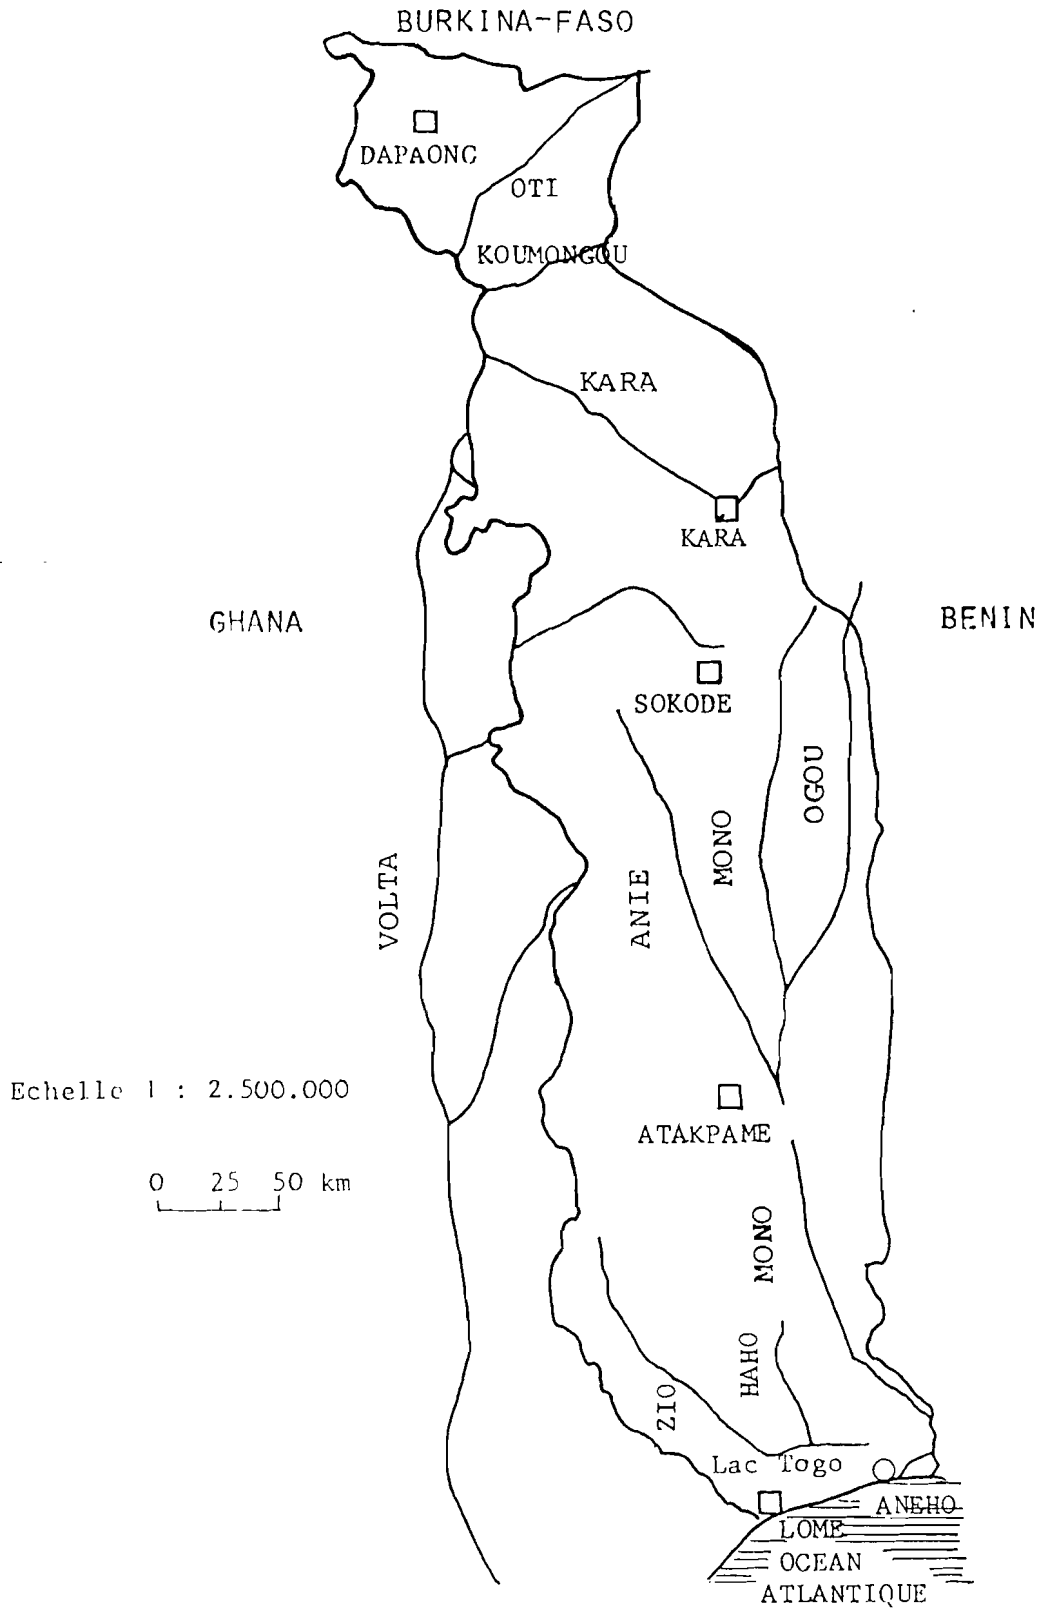 BURKINA-FASO
DAPAONG
OTI
KOUMONGOU
KARA
KARA
GHANA
BENIN
SOKODE
OGOU
MONO
VOLTA
ANIE
Echelle 1 : 2.500.000
ATAKPAME
0 25 50 km
MONO
HAHO
ZIO
Lac Togo
ANEHO
LOME
OCEAN
ATLANTIQUE